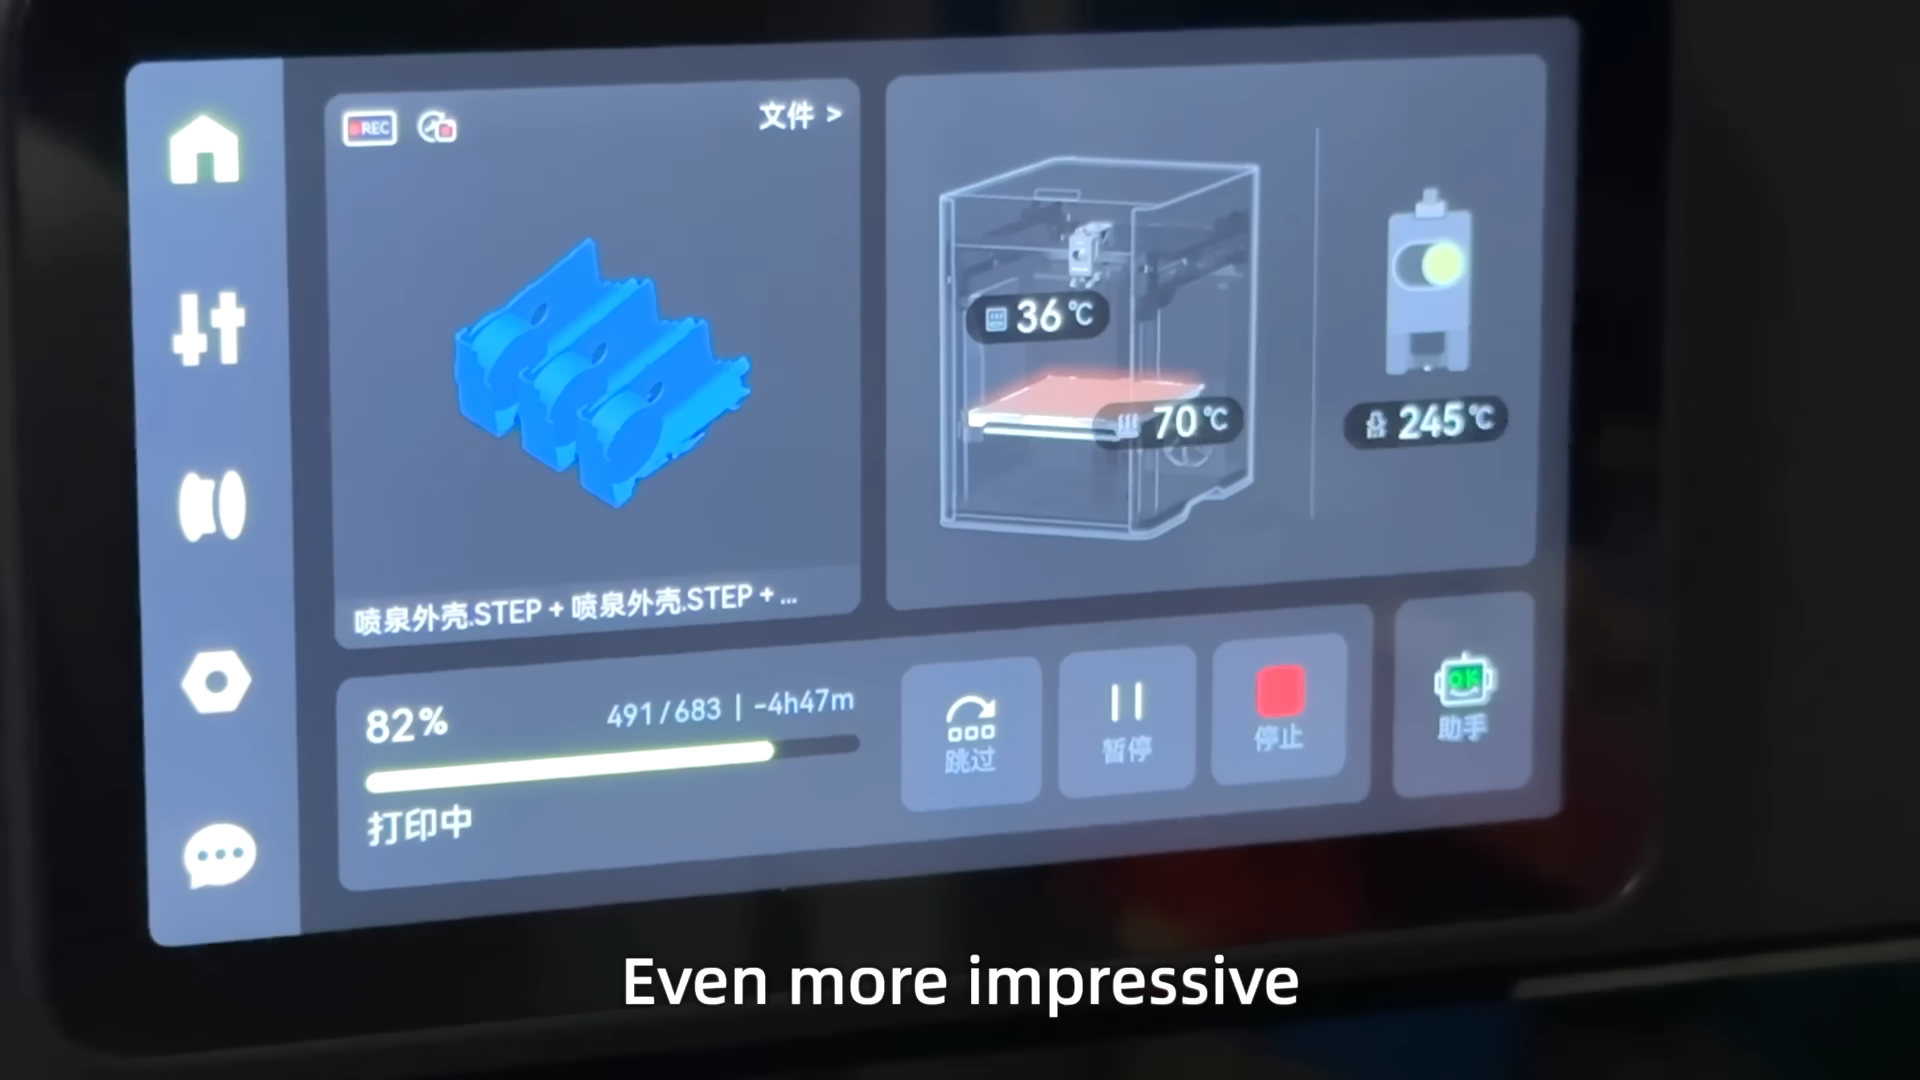 REC
文件 >
36℃
70℃
245℃
喷泉外壳.STEP + 喷泉外壳.STEP + ...
82%
491/683 | -4h47m
打印中
跳过
暂停
停止
OK
助手
Even more impressive